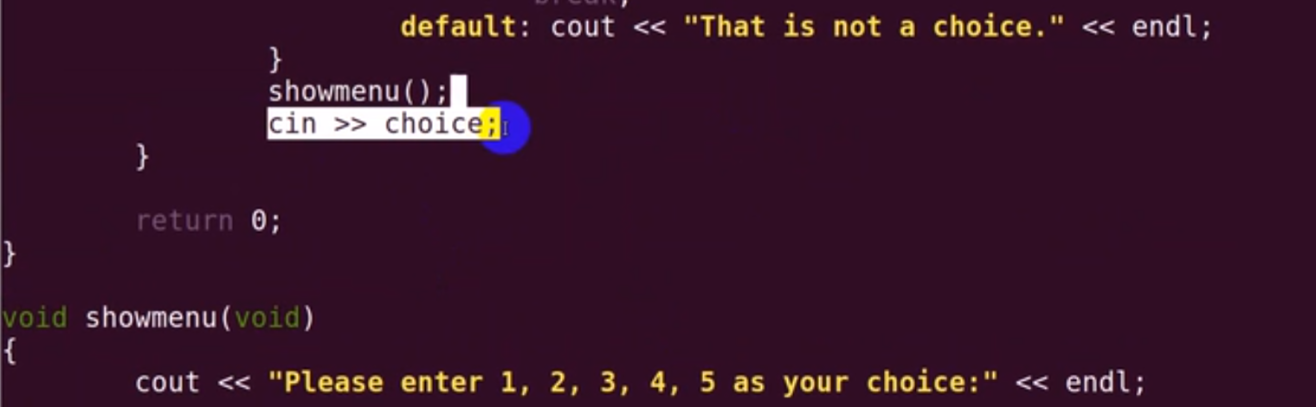 break;
default: cout << "That is not a choice." << endl;
}
showmenu();
cin >> choice;
}
return 0;
}
void showmenu(void)
{
cout << "Please enter 1, 2, 3, 4, 5 as your choice:" << endl;